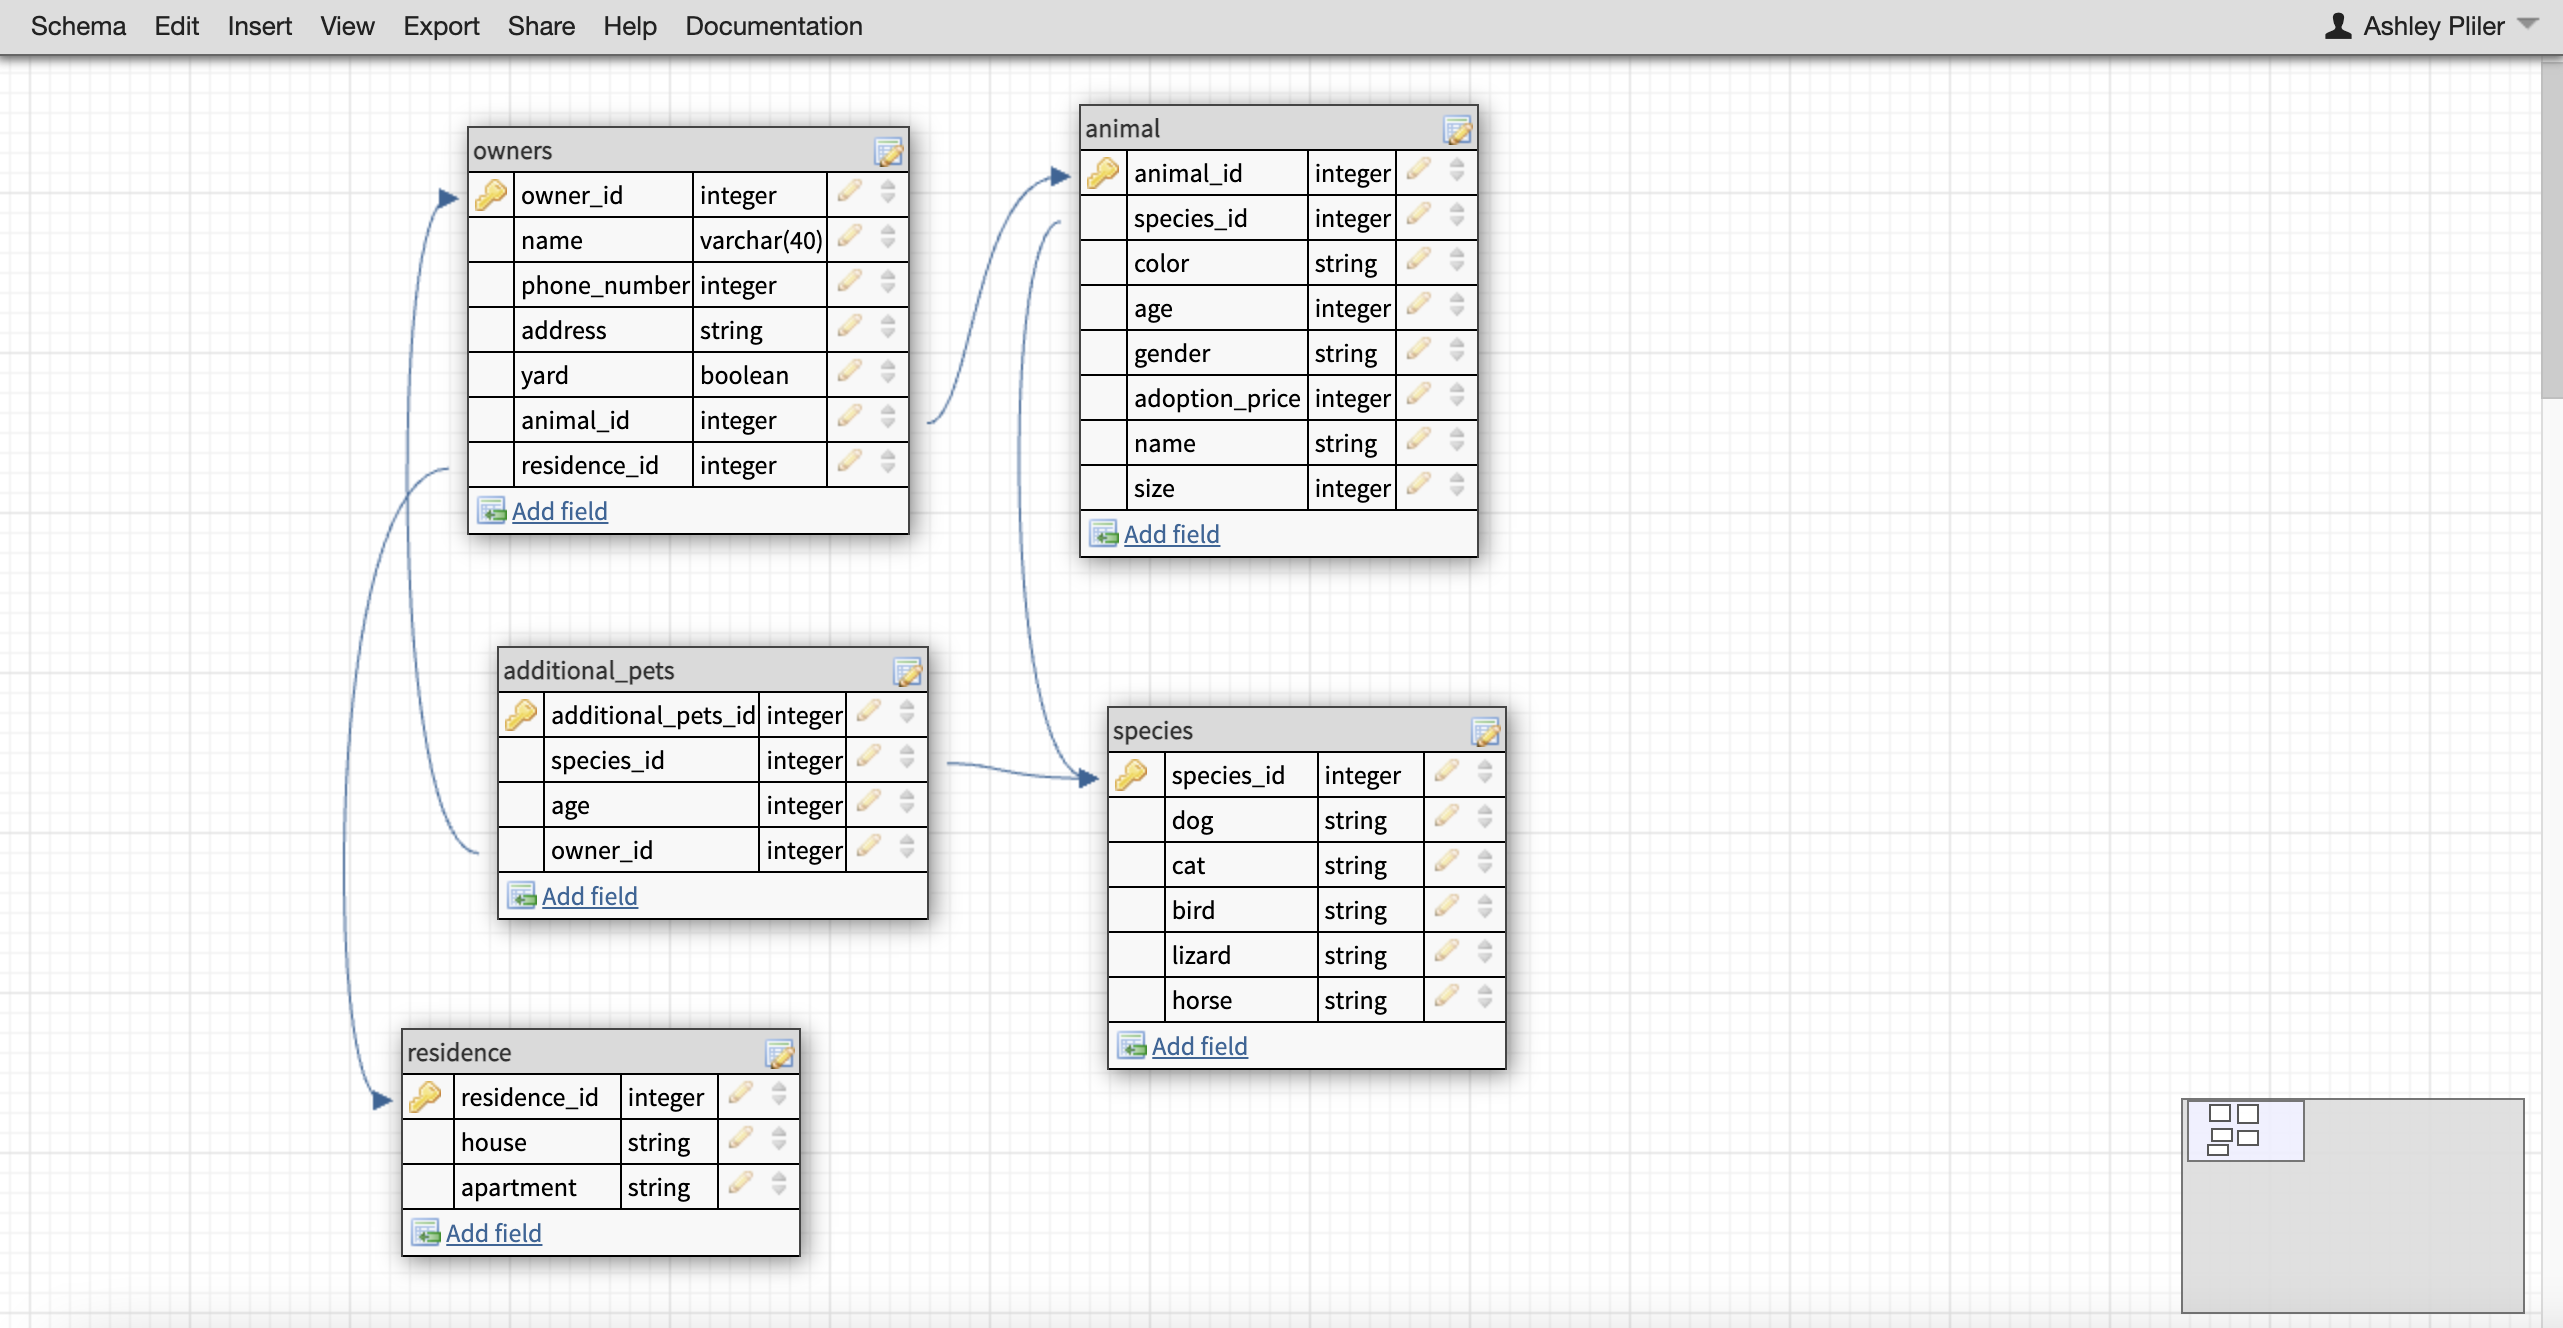 Schema Edit Insert View Export Share Help Documentation Ashley Pliler
owners
owner_id integer
name varchar(40)
phone_number integer
address string
yard boolean
animal_id integer
residence_id integer
Add field
animal
animal_id integer
species_id integer
color string
age integer
gender string
adoption_price integer
name string
size integer
Add field
additional_pets
additional_pets_id integer
species_id integer
age integer
owner_id integer
Add field
species
species_id integer
dog string
cat string
bird string
lizard string
horse string
Add field
residence
residence_id integer
house string
apartment string
Add field